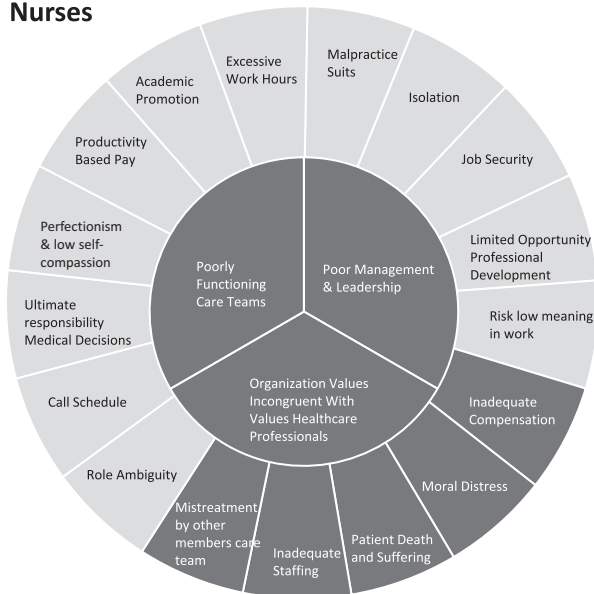 Nurses
Excessive
Work Hours
Malpractice
Suits
Isolation
Job Security
Limited Opportunity
Professional
Development
Risk low meaning
in work
Inadequate
Compensation
Moral Distress
Patient Death
and Suffering
Inadequate
Staffing
Mistreatment
by other
members care
team
Role Ambiguity
Call Schedule
Ultimate
responsibility
Medical Decisions
Perfectionism
& low self-
compassion
Productivity
Based Pay
Academic
Promotion
Poorly
Functioning
Care Teams
Poor Management
& Leadership
Organization Values
Incongruent With
Values Healthcare
Professionals